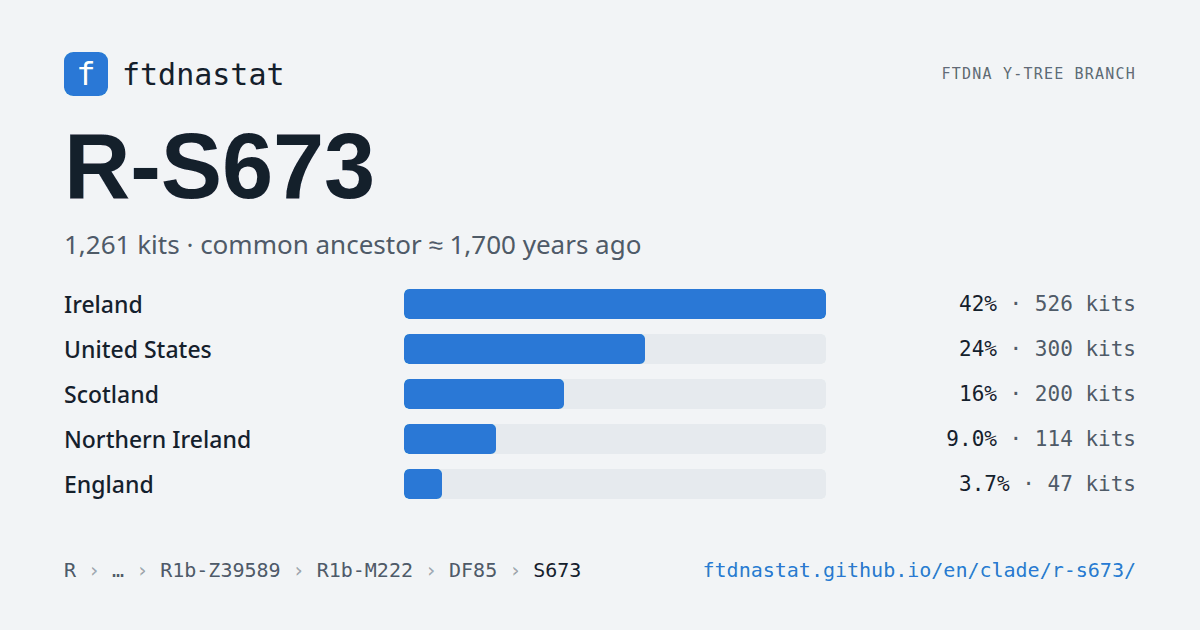 f ftdnastat
FTDNA Y-TREE BRANCH
R-S673
1,261 kits · common ancestor ≈ 1,700 years ago
Ireland 42% · 526 kits
United States 24% · 300 kits
Scotland 16% · 200 kits
Northern Ireland 9.0% · 114 kits
England 3.7% · 47 kits
R › … › R1b-Z39589 › R1b-M222 › DF85 › S673
ftdnastat.github.io/en/clade/r-s673/